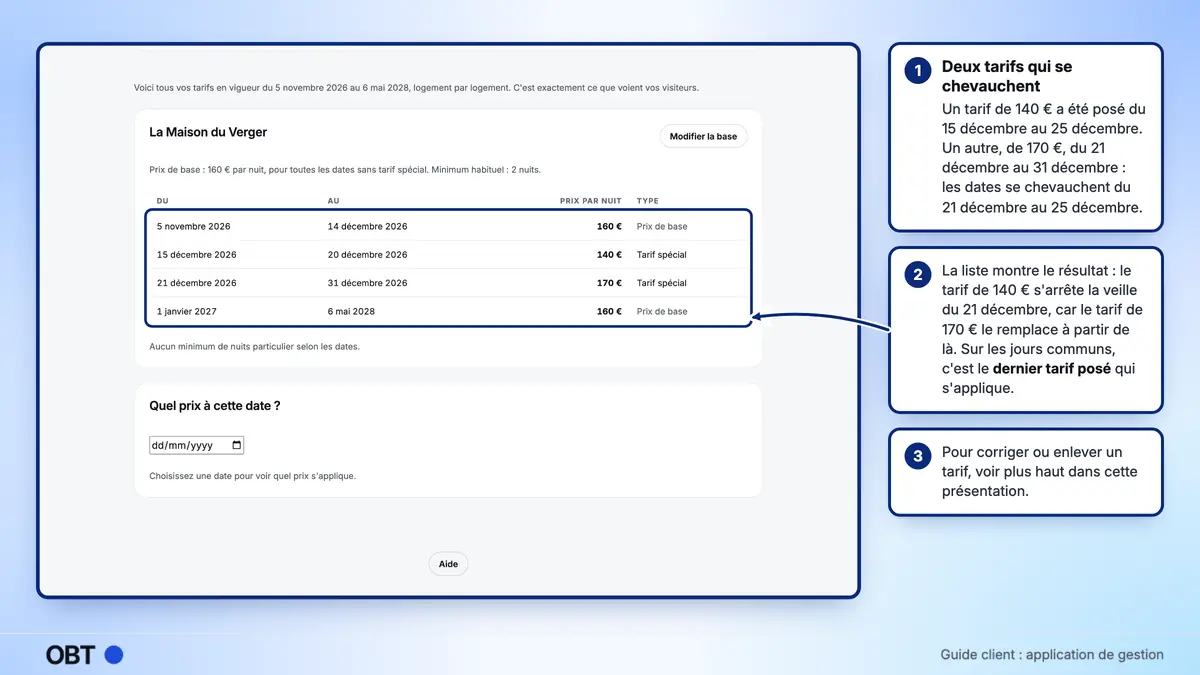 Voici tous vos tarifs en vigueur du 5 novembre 2026 au 6 mai 2028, logement par logement. C'est exactement ce que voient vos visiteurs.
La Maison du Verger
Modifier la base
Prix de base : 160 € par nuit, pour toutes les dates sans tarif spécial. Minimum habituel : 2 nuits.
DU AU PRIX PAR NUIT TYPE
5 novembre 2026 14 décembre 2026 160 € Prix de base
15 décembre 2026 20 décembre 2026 140 € Tarif spécial
21 décembre 2026 31 décembre 2026 170 € Tarif spécial
1 janvier 2027 6 mai 2028 160 € Prix de base
Aucun minimum de nuits particulier selon les dates.
Quel prix à cette date ?
dd/mm/yyyy
Choisissez une date pour voir quel prix s'applique.
Aide
1
Deux tarifs qui se
chevauchent
Un tarif de 140 € a été posé du
15 décembre au 25 décembre.
Un autre, de 170 €, du 21
décembre au 31 décembre :
les dates se chevauchent du
21 décembre au 25 décembre.
2
La liste montre le résultat : le
tarif de 140 € s'arrête la veille
du 21 décembre, car le tarif de
170 € le remplace à partir de
là. Sur les jours communs,
c'est le dernier tarif posé qui
s'applique.
3
Pour corriger ou enlever un
tarif, voir plus haut dans cette
présentation.
OBT
Guide client : application de gestion